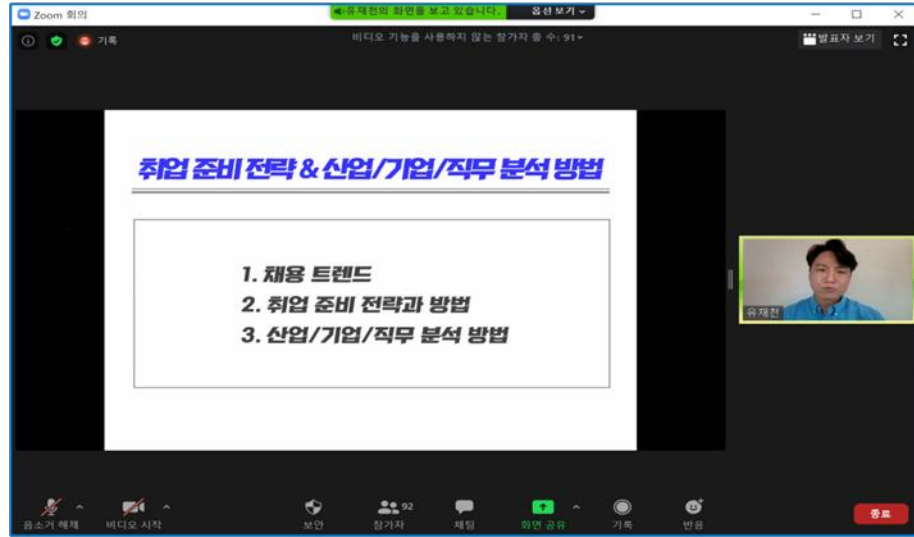 Zoom 회의
유재천의 화면을 보고 있습니다.
옵션 보기
기록
비디오 기능을 사용하지 않는 참가자 총 수: 91
발표자 보기
취업 준비 전략 & 산업/기업/직무 분석 방법
1. 채용 트렌드
2. 취업 준비 전략과 방법
3. 산업/기업/직무 분석 방법
유재천
음소거 해제
비디오 시작
보안
92
참가자
채팅
화면 공유
기록
반응
종료